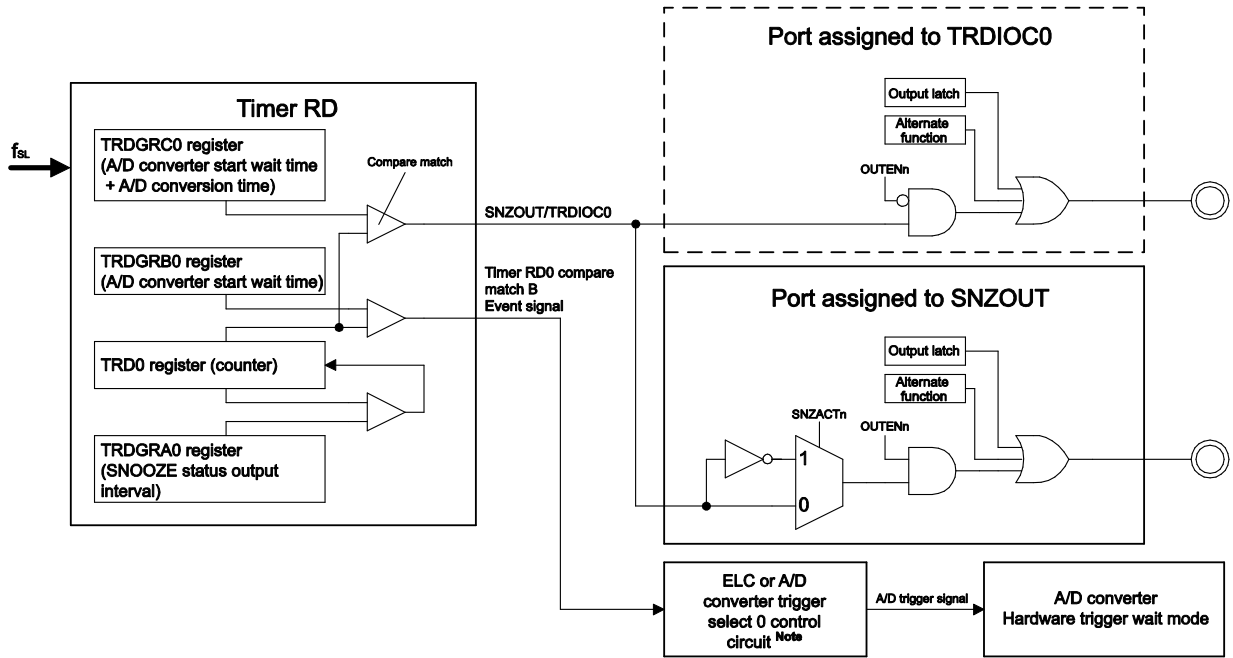 Port assigned to TRDIOC0
Output latch
Alternate
function
OUTENn
Timer RD
fSL
TRDGRC0 register
(A/D converter start wait time
+ A/D conversion time)
Compare match
SNZOUT/TRDIOC0
TRDGRB0 register
(A/D converter start wait time)
Timer RD0 compare
match B
Event signal
TRD0 register (counter)
TRDGRA0 register
(SNOOZE status output
interval)
Port assigned to SNZOUT
Output latch
Alternate
function
SNZACTn
OUTENn
1
0
ELC or A/D
converter trigger
select 0 control
circuit Note
A/D trigger signal
A/D converter
Hardware trigger wait mode